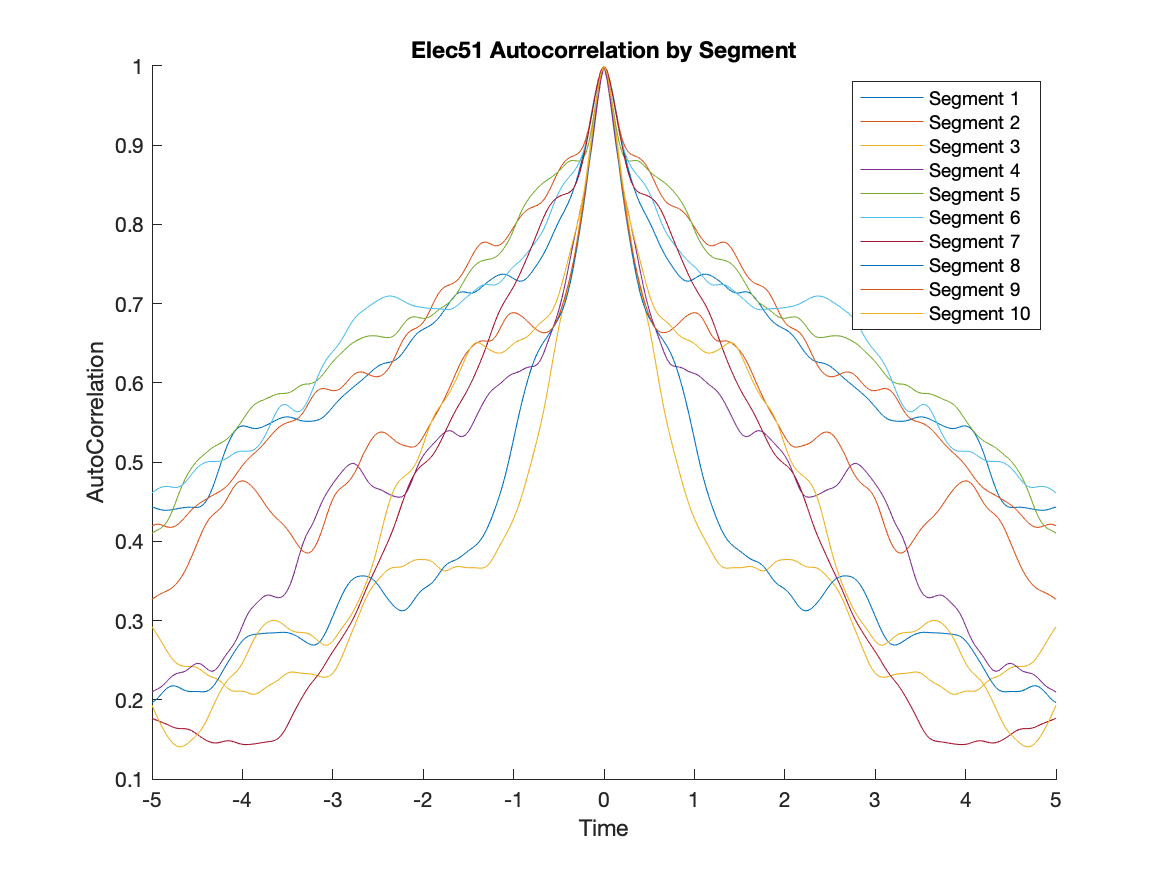 Elec51 Autocorrelation by Segment
1
0.9
0.8
0.7
0.6
0.5
0.4
0.3
0.2
0.1
AutoCorrelation
-5 -4 -3 -2 -1 0 1 2 3 4 5
Time
Segment 1
Segment 2
Segment 3
Segment 4
Segment 5
Segment 6
Segment 7
Segment 8
Segment 9
Segment 10